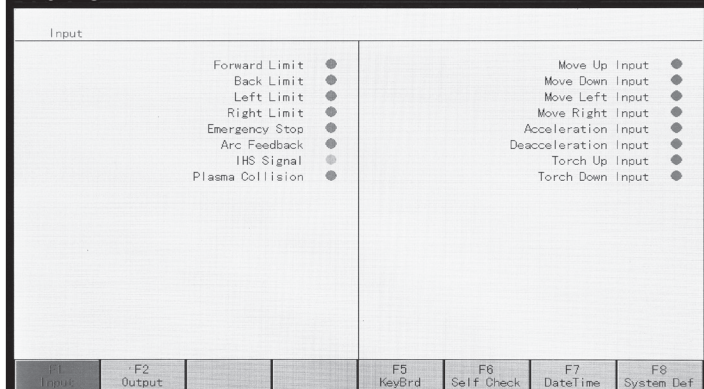 Input
Forward Limit
Back Limit
Left Limit
Right Limit
Emergency Stop
Arc Feedback
IHS Signal
Plasma Collision
Move Up Input
Move Down Input
Move Left Input
Move Right Input
Acceleration Input
Deacceleration Input
Torch Up Input
Torch Down Input
F1 F2 F5 F6 F7 F8
Input Output KeyBrd Self Check DateTime System Def